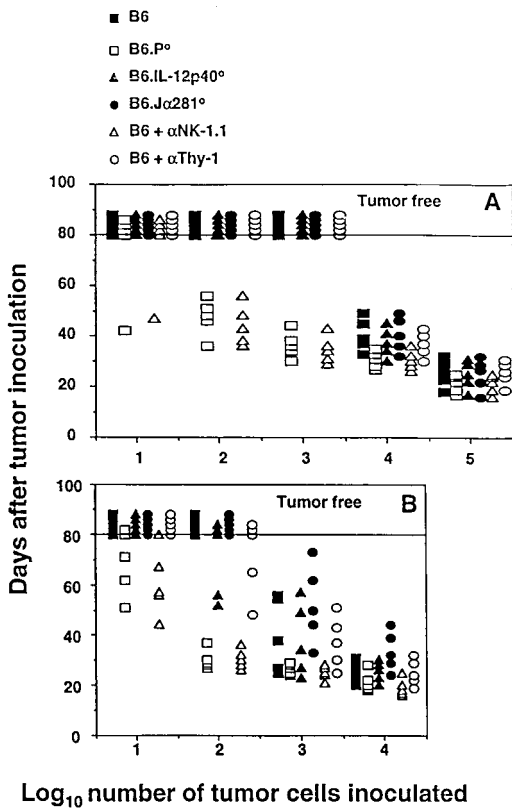 B6
B6.P°
B6.IL-12p40°
B6.Jα281°
B6 + αNK-1.1
B6 + αThy-1
100
80
60
40
20
0
Tumor free
A
1 2 3 4 5
100
80
60
40
20
0
Tumor free
B
1 2 3 4
Days after tumor inoculation
Log10 number of tumor cells inoculated